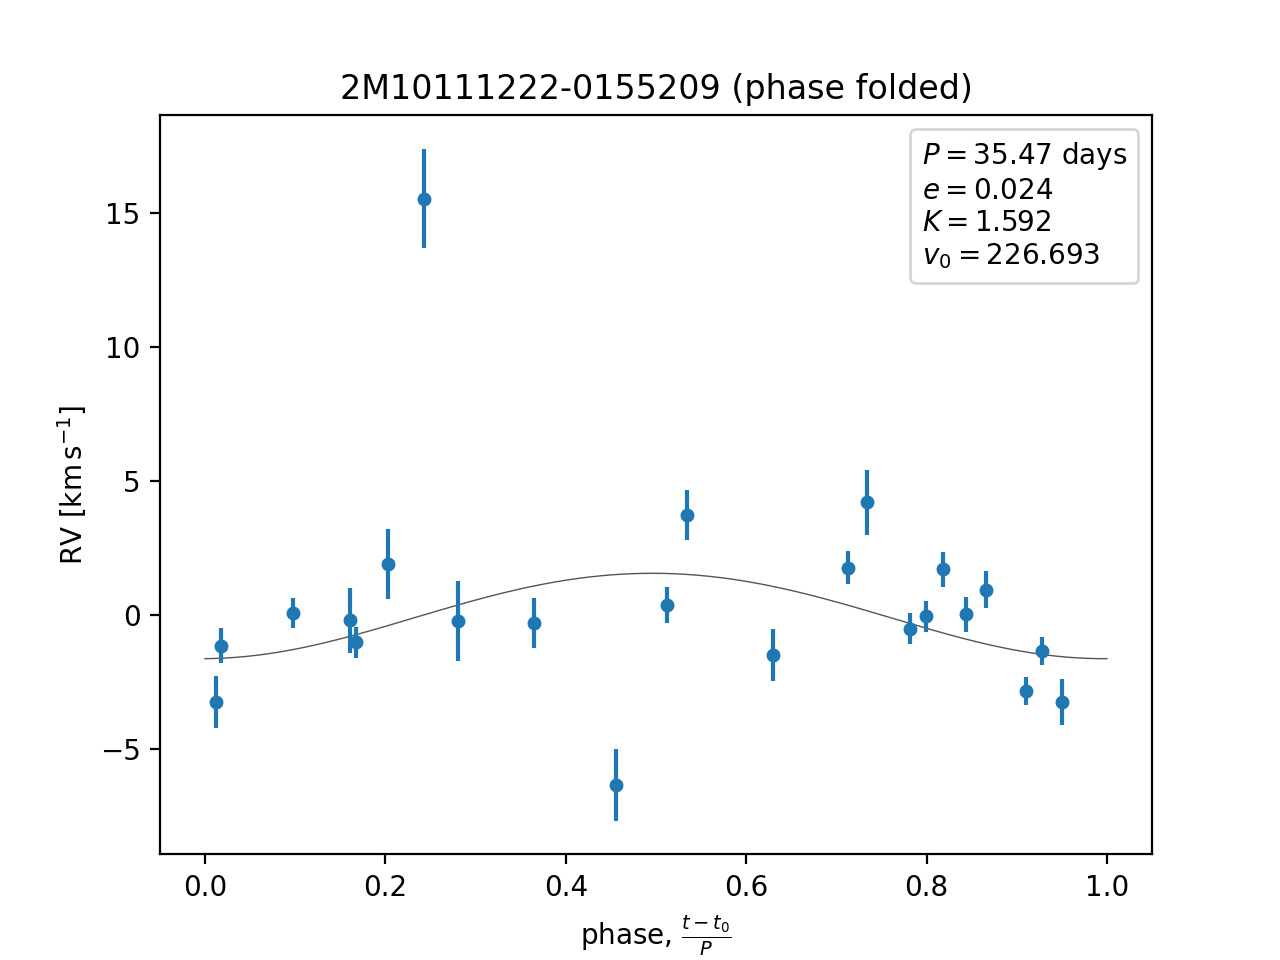 2M10111222-0155209 (phase folded)
P = 35.47 days
e = 0.024
K = 1.592
v₀ = 226.693
15
10
5
0
−5
RV [km s⁻¹]
0.0 0.2 0.4 0.6 0.8 1.0
phase, (t − t₀)/P